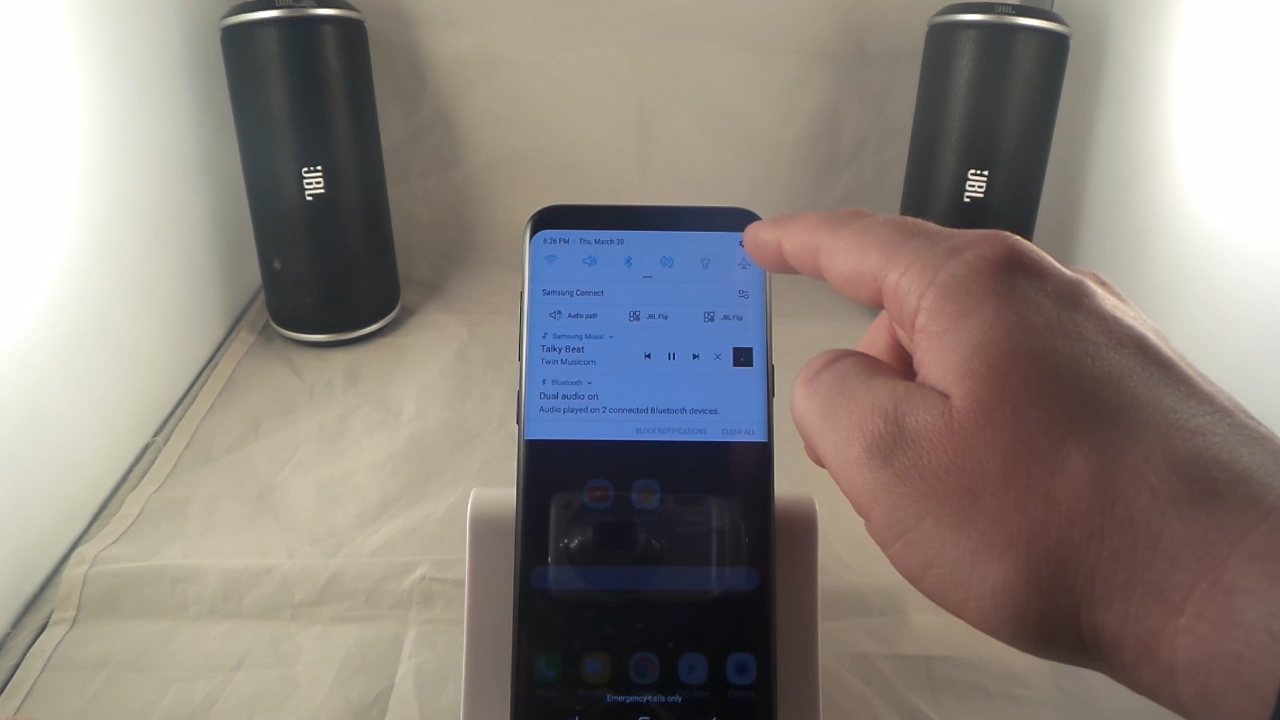 JBL
JBL
6:26 PM | Thu, March 30
Samsung Connect
Audio path
JBL Flip
JBL Flip
Samsung Music
Talky Beat
Twin Musicom
Bluetooth
Dual audio on
Audio played on 2 connected Bluetooth devices.
BLOCK NOTIFICATIONS
CLEAR ALL
Emergency calls only